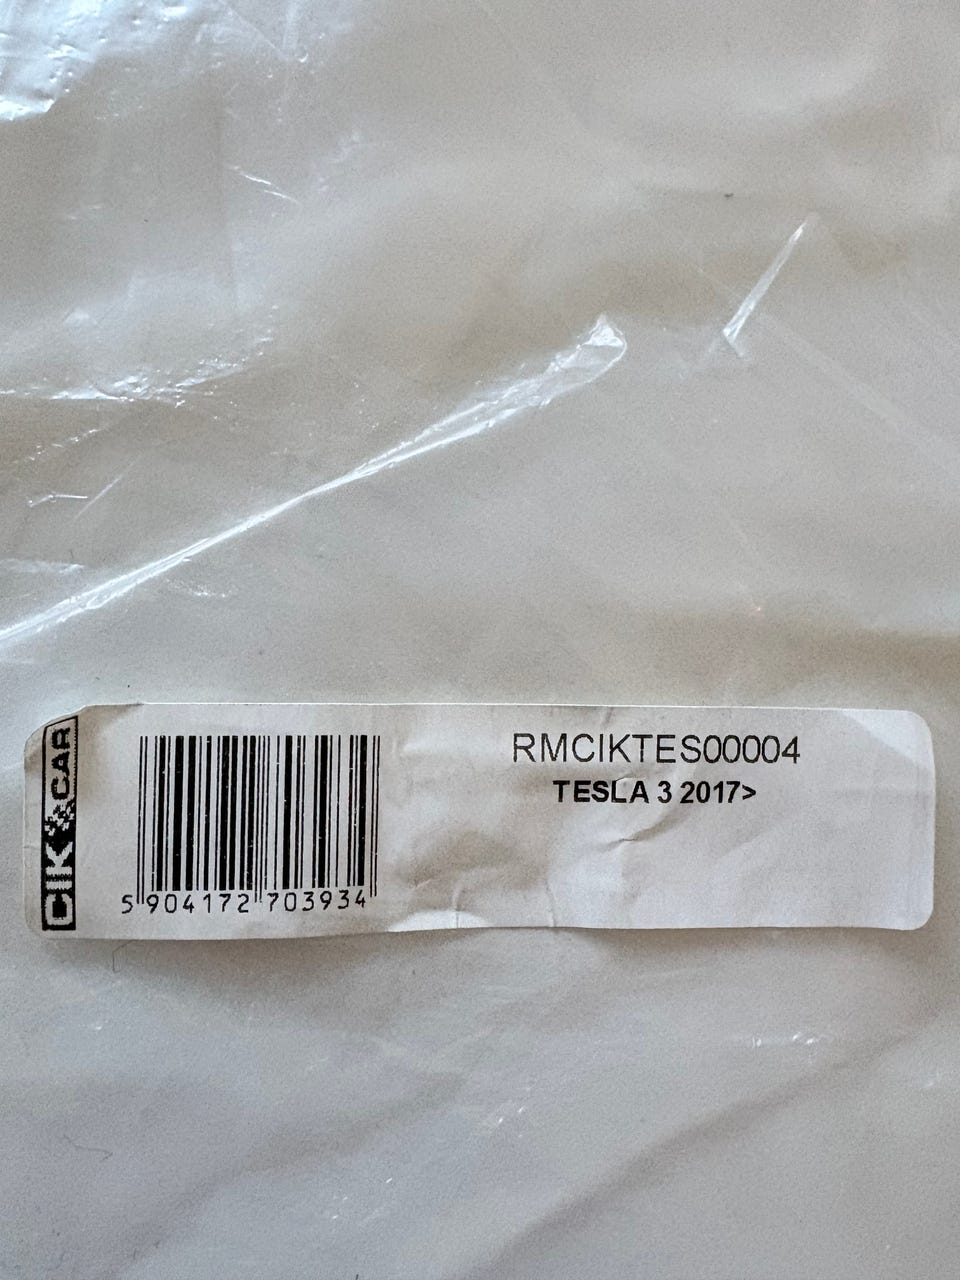 CIK CAR
RMCIKTES00004
TESLA 3 2017>
5 904172 703934